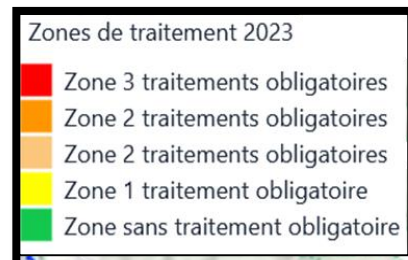 Zones de traitement 2023
Zone 3 traitements obligatoires
Zone 2 traitements obligatoires
Zone 2 traitements obligatoires
Zone 1 traitement obligatoire
Zone sans traitement obligatoire